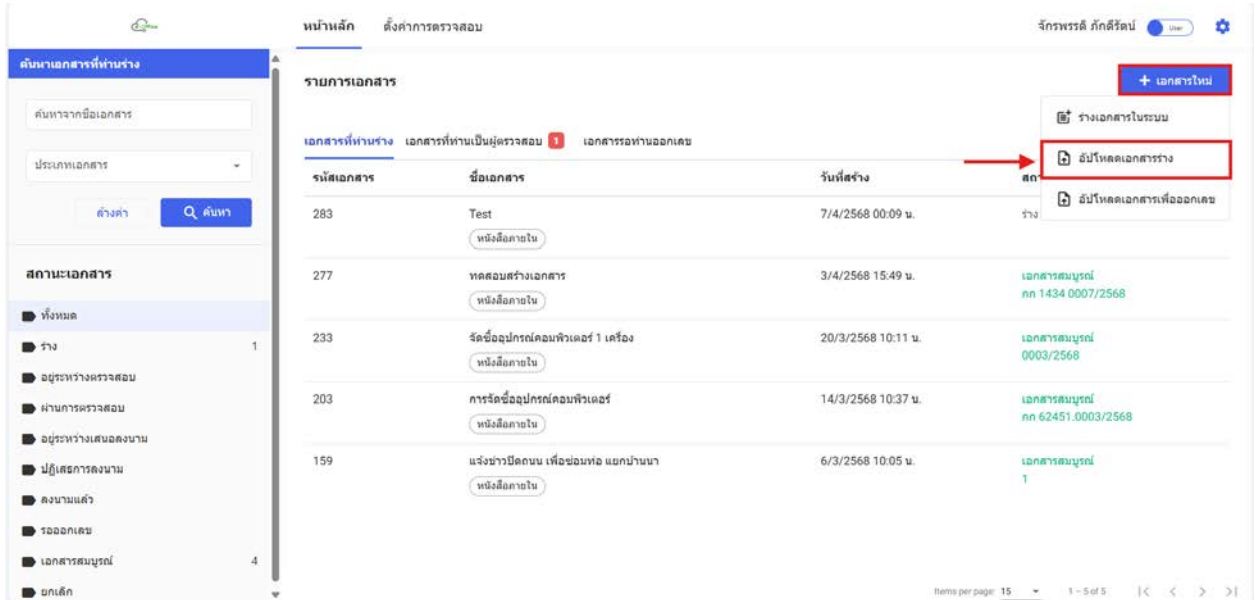 หน้าหลัก ตั้งค่าการตรวจสอบ จักรพรรดิ ภักดีรัตน์ User
ค้นหาเอกสารที่ท่านร่าง
ค้นหาจากชื่อเอกสาร
ประเภทเอกสาร
ล้างค่า ค้นหา
สถานะเอกสาร
ทั้งหมด
ร่าง 1
อยู่ระหว่างตรวจสอบ
ผ่านการตรวจสอบ
อยู่ระหว่างเสนอลงนาม
ปฏิเสธการลงนาม
ลงนามแล้ว
รอออกเลข
เอกสารสมบูรณ์ 4
ยกเลิก
รายการเอกสาร
+ เอกสารใหม่
ร่างเอกสารในระบบ
อัปโหลดเอกสารร่าง
อัปโหลดเอกสารเพื่อออกเลข
เอกสารที่ท่านร่าง เอกสารที่ท่านเป็นผู้ตรวจสอบ 1 เอกสารรอท่านออกเลข
รหัสเอกสาร ชื่อเอกสาร วันที่สร้าง
283 Test 7/4/2568 00:09 น. ร่าง
หนังสือภายใน
277 ทดสอบสร้างเอกสาร 3/4/2568 15:49 น. เอกสารสมบูรณ์
หนังสือภายใน กก 1434 0007/2568
233 จัดซื้ออุปกรณ์คอมพิวเตอร์ 1 เครื่อง 20/3/2568 10:11 น. เอกสารสมบูรณ์
หนังสือภายใน 0003/2568
203 การจัดซื้ออุปกรณ์คอมพิวเตอร์ 14/3/2568 10:37 น. เอกสารสมบูรณ์
หนังสือภายใน กก 62451.0003/2568
159 แจ้งข่าวปิดถนน เพื่อซ่อมท่อ แยกบ้านนา 6/3/2568 10:05 น. เอกสารสมบูรณ์
หนังสือภายใน 1
Items per page: 15 1 – 5 of 5